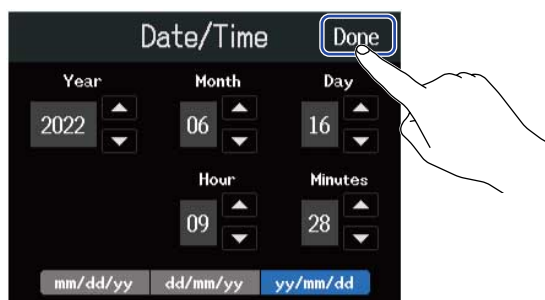 Date/Time Done
Year Month Day
2022 06 16
Hour Minutes
09 28
mm/dd/yy dd/mm/yy yy/mm/dd